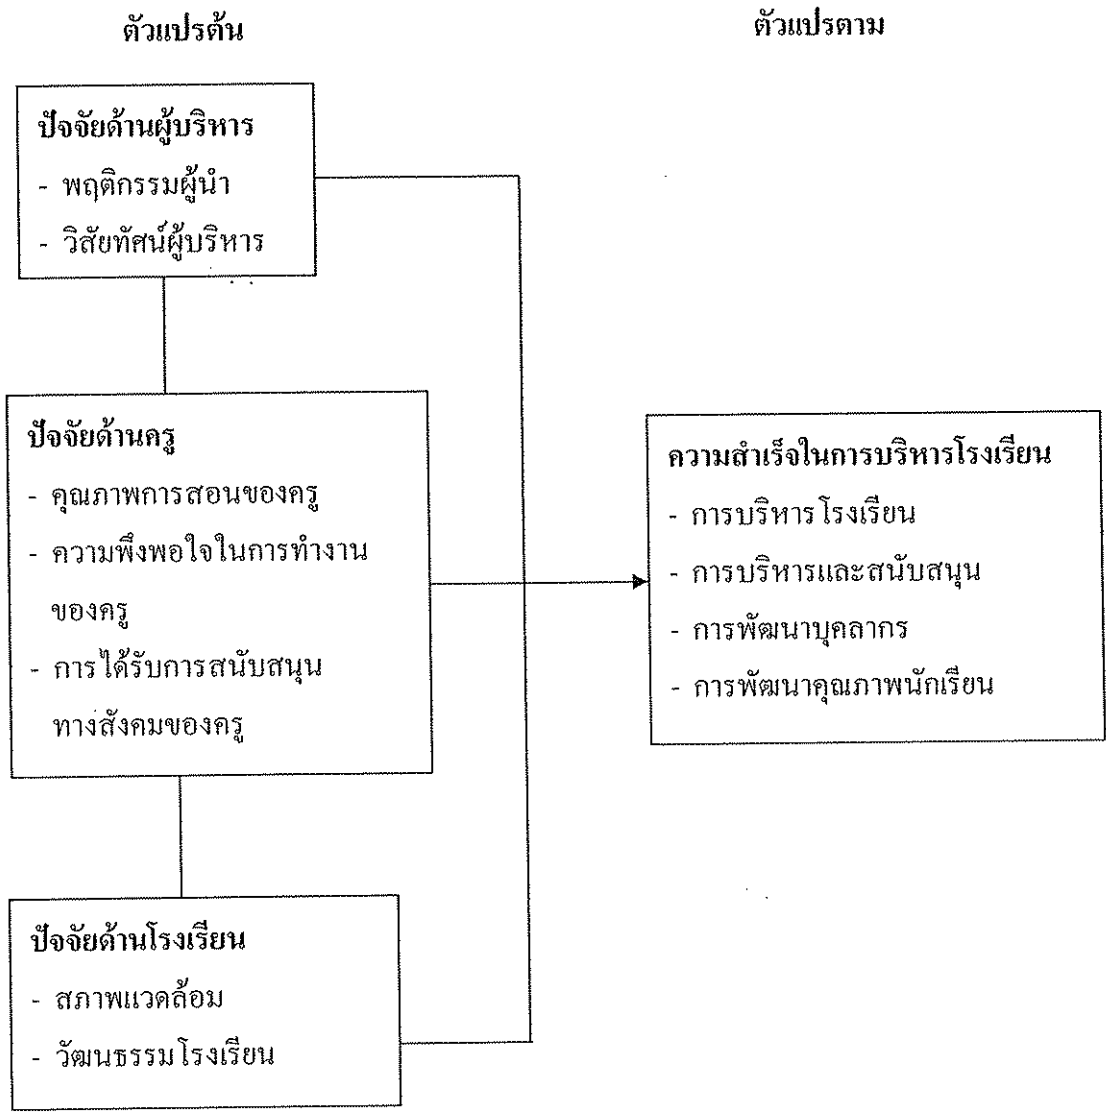 ตัวแปรต้น
ตัวแปรตาม
ปัจจัยด้านผู้บริหาร
- พฤติกรรมผู้นำ
- วิสัยทัศน์ผู้บริหาร
ปัจจัยด้านครู
- คุณภาพการสอนของครู
- ความพึงพอใจในการทำงาน
ของครู
- การได้รับการสนับสนุน
ทางสังคมของครู
ปัจจัยด้านโรงเรียน
- สภาพแวดล้อม
- วัฒนธรรมโรงเรียน
ความสำเร็จในการบริหารโรงเรียน
- การบริหารโรงเรียน
- การบริหารและสนับสนุน
- การพัฒนาบุคลากร
- การพัฒนาคุณภาพนักเรียน